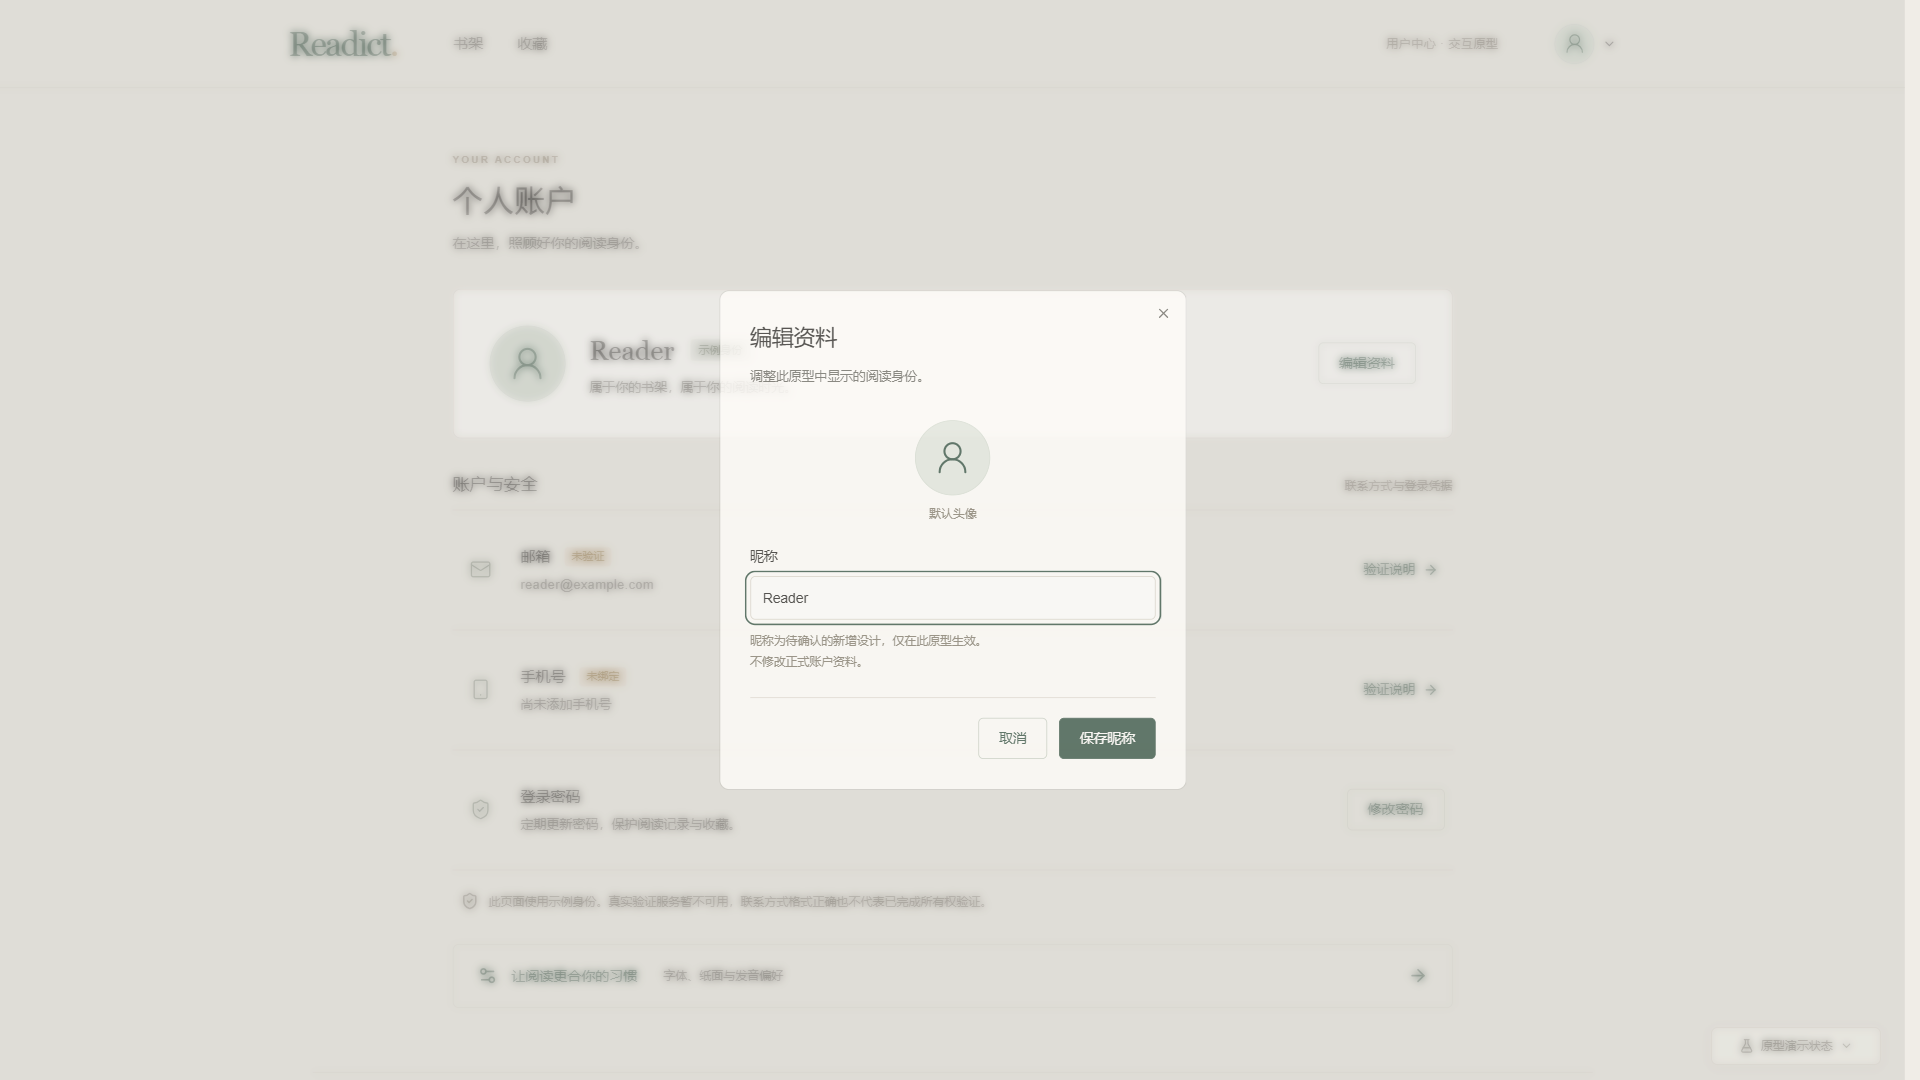 Readict.
书架
收藏
用户中心
交互原型
YOUR ACCOUNT
个人账户
在这里，照顾好你的阅读身份。
Reader
示例
属于你的书架，属于你
编辑资料
编辑资料
调整此原型中显示的阅读身份。
默认头像
昵称
Reader
昵称为待确认的新增设计，仅在此原型生效。
不修改正式账户资料。
取消
保存昵称
账户与安全
联系方式与登录凭据
邮箱
未验证
reader@example.com
验证说明
手机号
未绑定
尚未添加手机号
验证说明
登录密码
定期更新密码，保护阅读记录与收藏。
修改密码
此页面使用示例身份。真实验证服务暂不可用，联系方式格式正确也不代表已完成所有权验证。
让阅读更合你的习惯
字体、纸面与发音偏好
原型演示状态